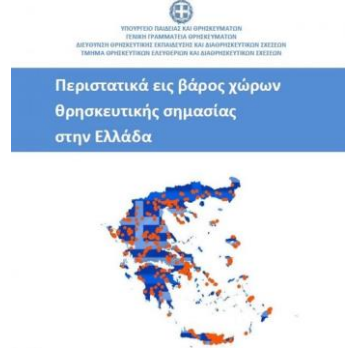 ΥΠΟΥΡΓΕΙΟ ΠΑΙΔΕΙΑΣ ΚΑΙ ΘΡΗΣΚΕΥΜΑΤΩΝ
ΓΕΝΙΚΗ ΓΡΑΜΜΑΤΕΙΑ ΘΡΗΣΚΕΥΜΑΤΩΝ
ΔΙΕΥΘΥΝΣΗ ΘΡΗΣΚΕΥΤΙΚΗΣ ΕΚΠΑΙΔΕΥΣΗΣ ΚΑΙ ΔΙΑΘΡΗΣΚΕΥΤΙΚΩΝ ΣΧΕΣΕΩΝ
ΤΜΗΜΑ ΘΡΗΣΚΕΥΤΙΚΩΝ ΕΛΕΥΘΕΡΙΩΝ ΚΑΙ ΔΙΑΘΡΗΣΚΕΥΤΙΚΩΝ ΣΧΕΣΕΩΝ
Περιστατικά εις βάρος χώρων
θρησκευτικής σημασίας
στην Ελλάδα